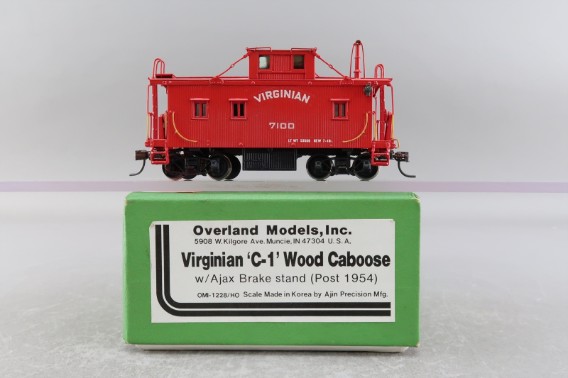 VIRGINIAN
7100
Overland Models, Inc.
5908 W. Kilgore Ave. Muncie, IN 47304 U.S.A.
Virginian 'C-1' Wood Caboose
w/Ajax Brake stand (Post 1954)
OMI-1228/HO Scale Made in Korea by Ajin Precision Mfg.